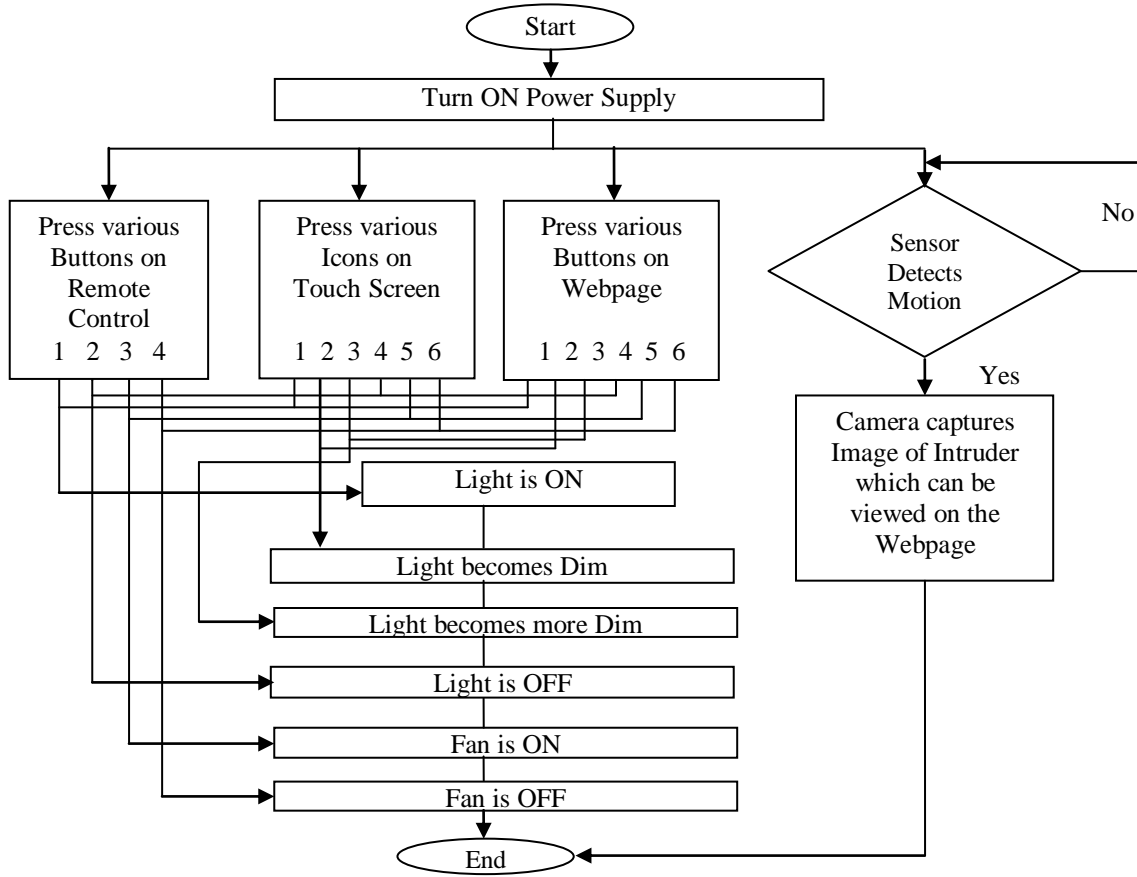 Start
Turn ON Power Supply
Press various
Buttons on
Remote
Control
1 2 3 4
Press various
Icons on
Touch Screen
1 2 3 4 5 6
Press various
Buttons on
Webpage
1 2 3 4 5 6
Sensor
Detects
Motion
No
Yes
Camera captures
Image of Intruder
which can be
viewed on the
Webpage
Light is ON
Light becomes Dim
Light becomes more Dim
Light is OFF
Fan is ON
Fan is OFF
End